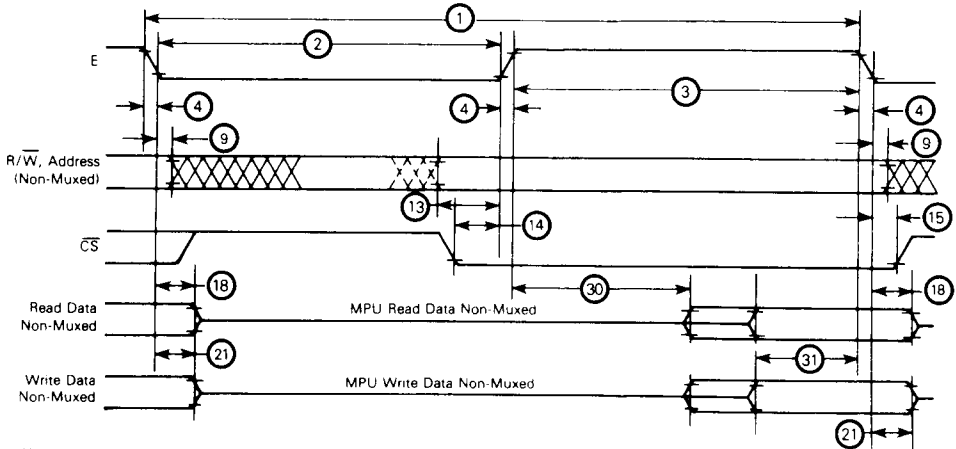 1
2
E
3
4
4
4
9
9
R/W̅, Address
(Non-Muxed)
13
14
15
C̅S̅
18
30
18
Read Data
Non-Muxed
MPU Read Data Non-Muxed
21
31
Write Data
Non-Muxed
MPU Write Data Non-Muxed
21